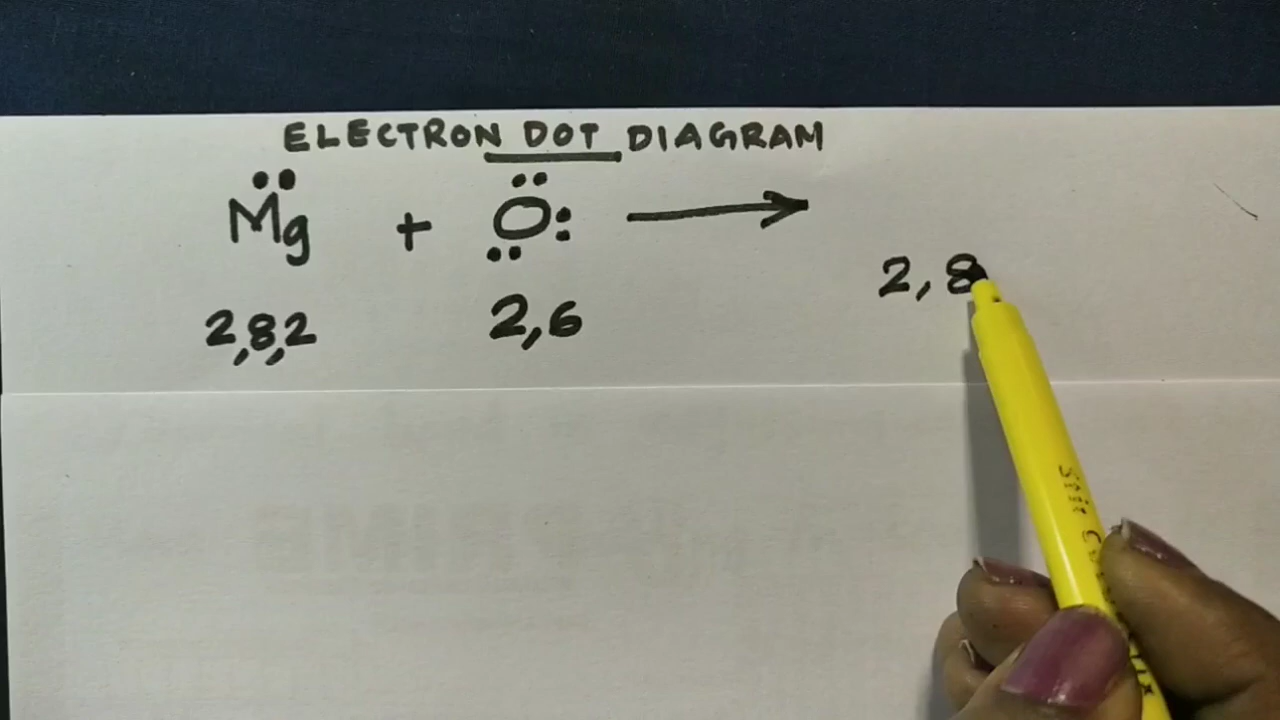 ELECTRON DOT DIAGRAM
Mg + O →
2,8
2,8,2 2,6